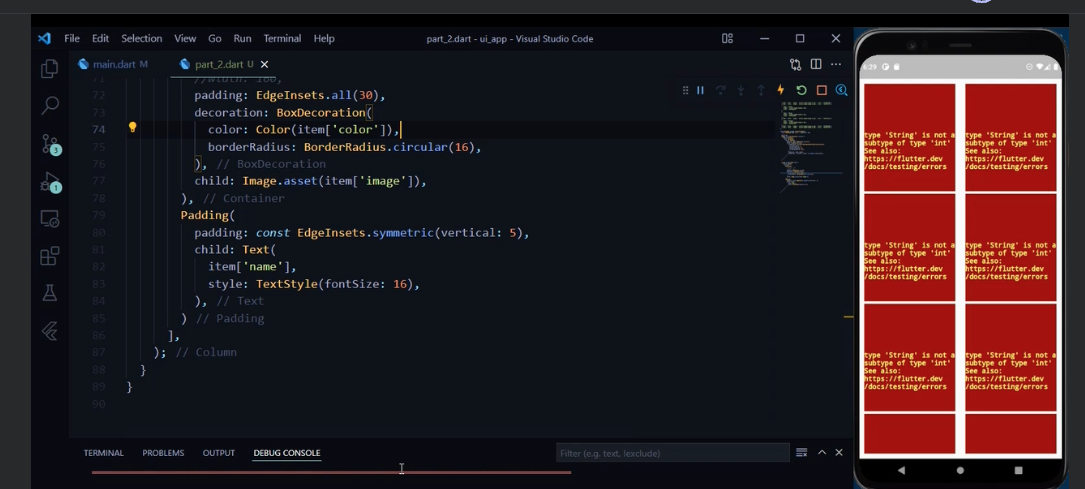 File Edit Selection View Go Run Terminal Help
part_2.dart - ui_app - Visual Studio Code
main.dart M
part_2.dart U
71 //width: 160,
72 padding: EdgeInsets.all(30),
73 decoration: BoxDecoration(
74 color: Color(item['color']),
75 borderRadius: BorderRadius.circular(16),
76 ), // BoxDecoration
77 child: Image.asset(item['image']),
78 ), // Container
79 Padding(
80 padding: const EdgeInsets.symmetric(vertical: 5),
81 child: Text(
82 item['name'],
83 style: TextStyle(fontSize: 16),
84 ), // Text
85 ) // Padding
86 ],
87 ); // Column
88 }
89 }
90
3
1
TERMINAL PROBLEMS OUTPUT DEBUG CONSOLE
Filter (e.g. text, !exclude)
6:29
type 'String' is not a
subtype of type 'int'
See also:
https://flutter.dev
/docs/testing/errors
type 'String' is not a
subtype of type 'int'
See also:
https://flutter.dev
/docs/testing/errors
type 'String' is not a
subtype of type 'int'
See also:
https://flutter.dev
/docs/testing/errors
type 'String' is not a
subtype of type 'int'
See also:
https://flutter.dev
/docs/testing/errors
type 'String' is not a
subtype of type 'int'
See also:
https://flutter.dev
/docs/testing/errors
type 'String' is not a
subtype of type 'int'
See also:
https://flutter.dev
/docs/testing/errors